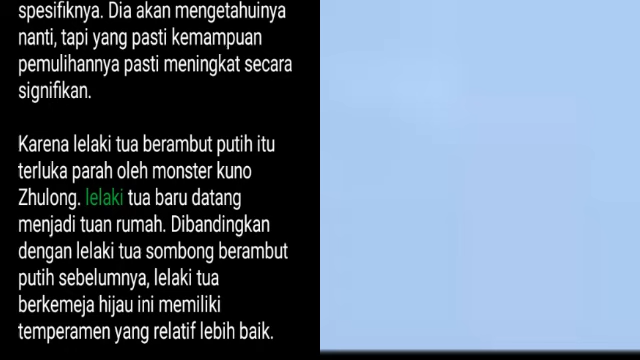 spesifiknya. Dia akan mengetahuinya
nanti, tapi yang pasti kemampuan
pemulihannya pasti meningkat secara
signifikan.
Karena lelaki tua berambut putih itu
terluka parah oleh monster kuno
Zhulong. lelaki tua baru datang
menjadi tuan rumah. Dibandingkan
dengan lelaki tua sombong berambut
putih sebelumnya, lelaki tua
berkemeja hijau ini memiliki
temperamen yang relatif lebih baik.